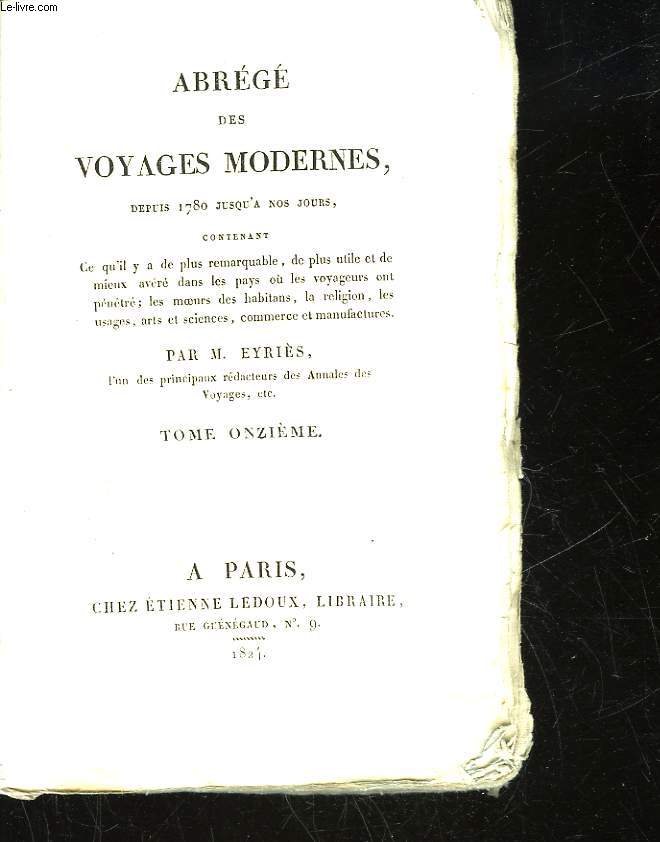 Le-livre.com
ABRÉGÉ
DES
VOYAGES MODERNES,
DEPUIS 1780 JUSQU'A NOS JOURS,
CONTENANT
Ce qu'il y a de plus remarquable, de plus utile et de
mieux avéré dans les pays où les voyageurs ont
pénétré; les mœurs des habitans, la religion, les
usages, arts et sciences, commerce et manufactures.
PAR M. EYRIÈS,
l'un des principaux rédacteurs des Annales des
Voyages, etc.
TOME ONZIÈME.
A PARIS,
CHEZ ÉTIENNE LEDOUX, LIBRAIRE,
RUE GUÉNÉGAUD, N°. 9.
1824.